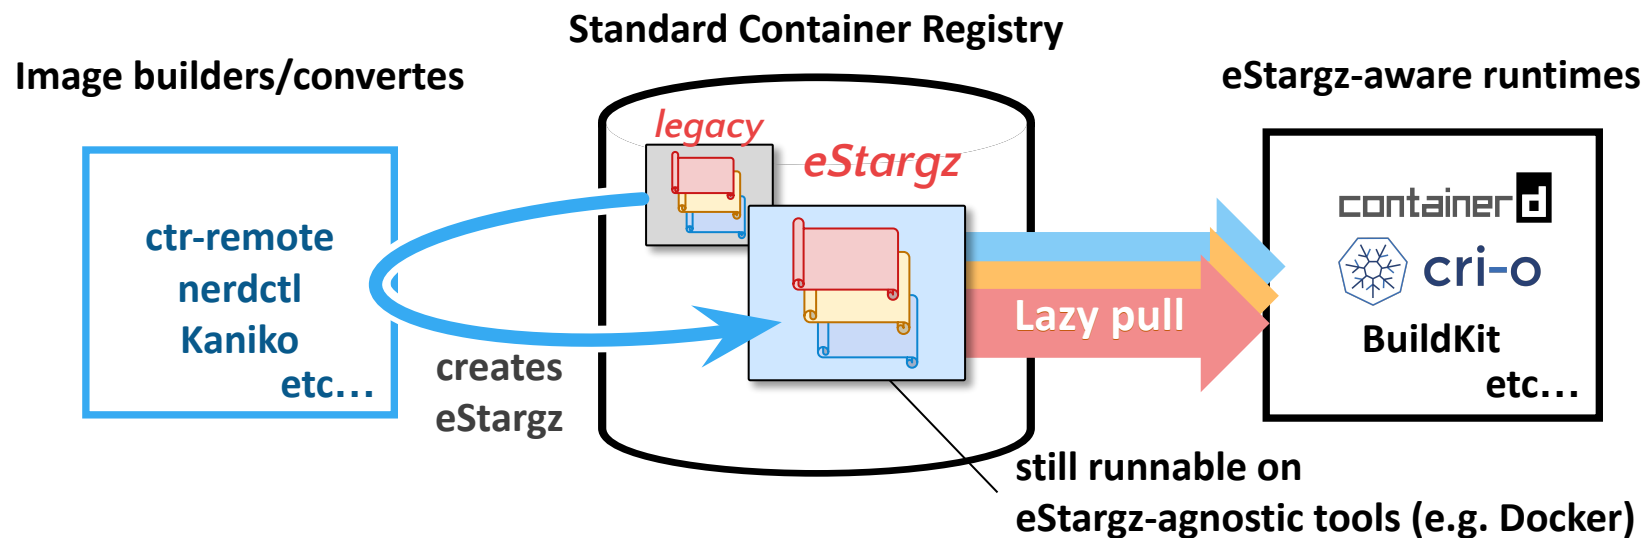 Standard Container Registry
Image builders/convertes
eStargz-aware runtimes
legacy
eStargz
ctr-remote
nerdctl
Kaniko
etc...
creates
eStargz
Lazy pull
containerd
cri-o
BuildKit
etc...
still runnable on
eStargz-agnostic tools (e.g. Docker)